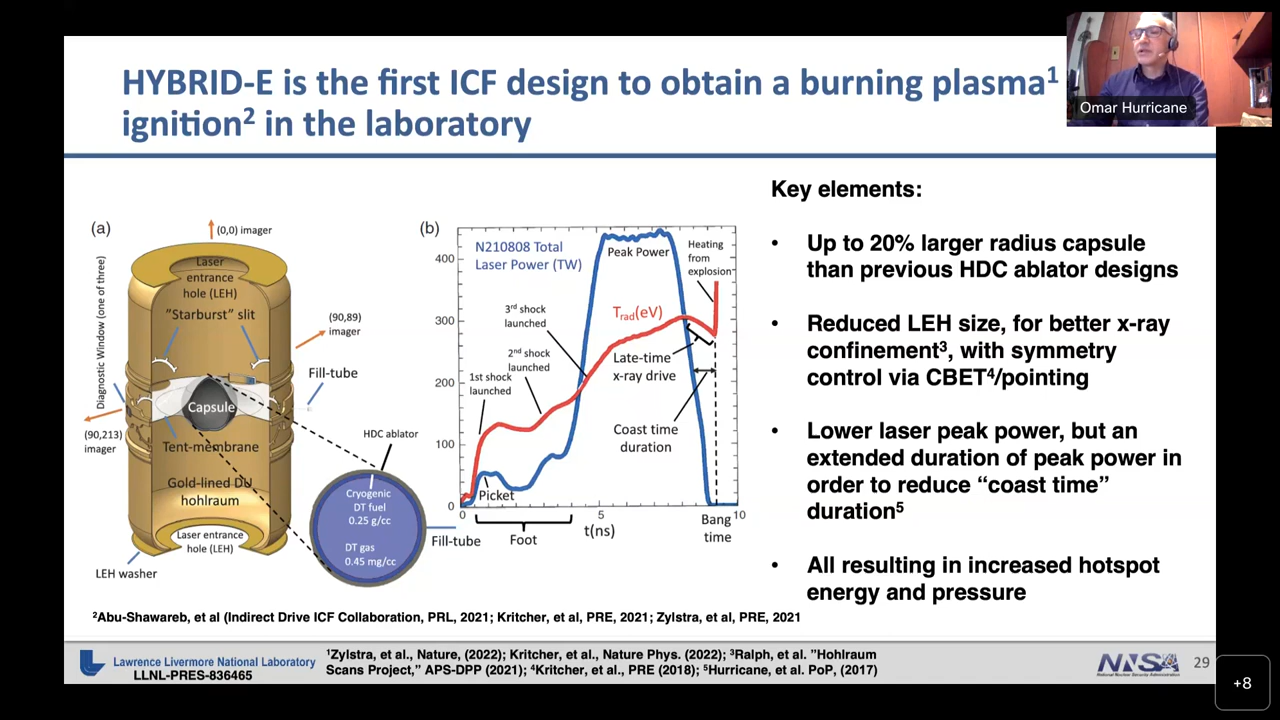 HYBRID-E is the first ICF design to obtain a burning plasma1
ignition2 in the laboratory
Omar Hurricane
(a)
(0,0) imager
Laser
entrance
hole (LEH)
"Starburst" slit
Diagnostic Window (one of three)
(90,89)
imager
Fill-tube
Capsule
(90,213)
imager
Tent-membrane
Gold-lined DU
hohlraum
Laser entrance
hole (LEH)
LEH washer
HDC ablator
Cryogenic
DT fuel
0.25 g/cc
DT gas
0.45 mg/cc
Fill-tube
(b)
N210808 Total
Laser Power (TW)
Peak Power
Heating
from
explosion
3rd shock
launched
Trad(eV)
2nd shock
launched
1st shock
launched
Late-time
x-ray drive
Coast time
duration
Picket
Foot
400
300
200
100
0
0
5
10
t(ns)
Bang
time
Key elements:
• Up to 20% larger radius capsule
than previous HDC ablator designs
• Reduced LEH size, for better x-ray
confinement3, with symmetry
control via CBET4/pointing
• Lower laser peak power, but an
extended duration of peak power in
order to reduce “coast time”
duration5
• All resulting in increased hotspot
energy and pressure
2Abu-Shawareb, et al (Indirect Drive ICF Collaboration, PRL, 2021; Kritcher, et al, PRE, 2021; Zylstra, et al, PRE, 2021
Lawrence Livermore National Laboratory
LLNL-PRES-836465
1Zylstra, et al., Nature, (2022); Kritcher, et al., Nature Phys. (2022); 3Ralph, et al. ”Hohlraum
Scans Project,” APS-DPP (2021); 4Kritcher, et al., PRE (2018); 5Hurricane, et al. PoP, (2017)
NNSA
National Nuclear Security Administration
29
+8